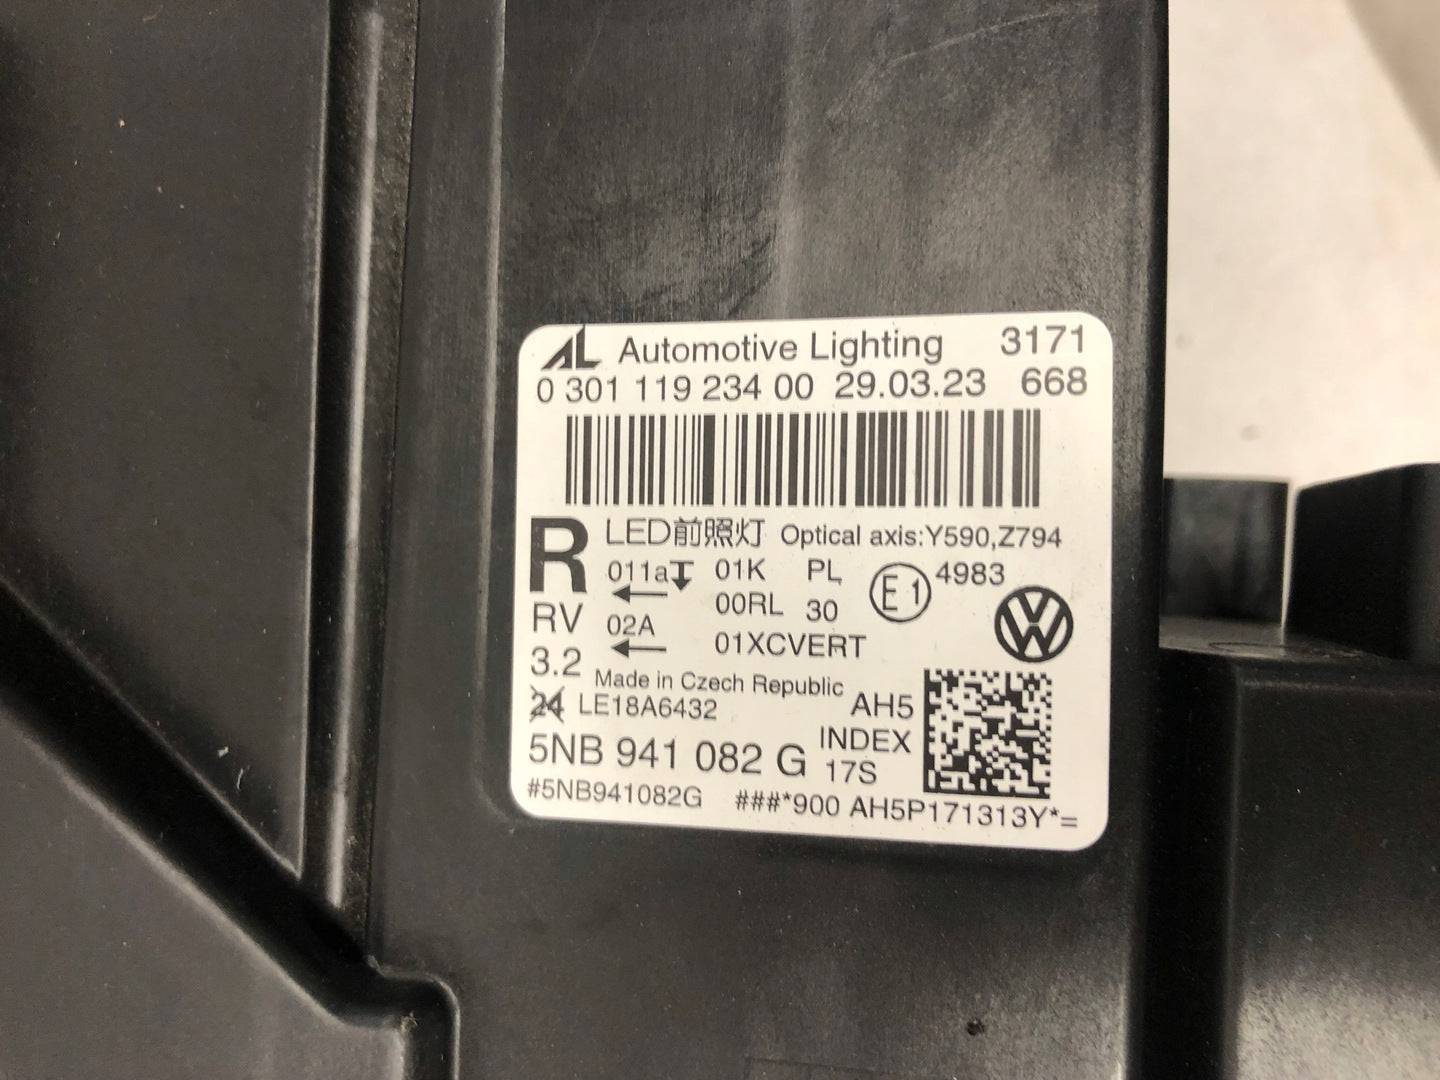 AL Automotive Lighting 3171
0 301 119 234 00 29.03.23 668
R LED前照灯 Optical axis:Y590,Z794
011a 01K PL E1 4983
00RL 30
RV 02A 01XCVERT VW
3.2
Made in Czech Republic
24 LE18A6432 AH5
5NB 941 082 G INDEX
17S
#5NB941082G ###*900 AH5P171313Y*=